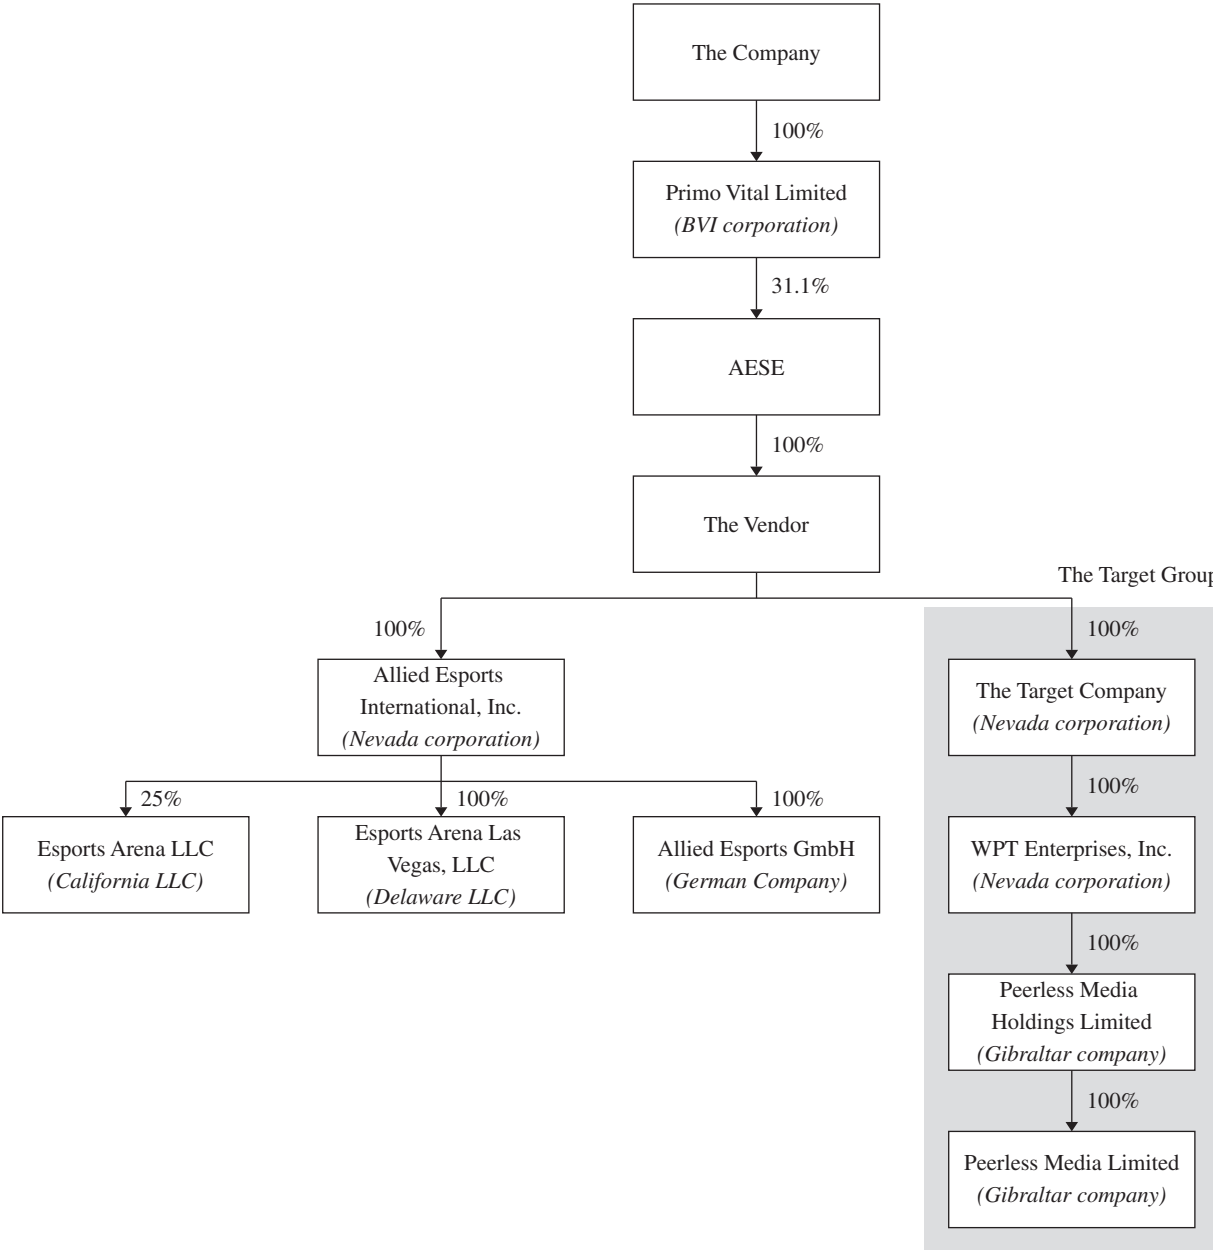 The Company
100%
Primo Vital Limited
(BVI corporation)
31.1%
AESE
100%
The Vendor
The Target Group
100%
100%
Allied Esports
International, Inc.
(Nevada corporation)
The Target Company
(Nevada corporation)
25%
100%
100%
100%
Esports Arena LLC
(California LLC)
Esports Arena Las
Vegas, LLC
(Delaware LLC)
Allied Esports GmbH
(German Company)
WPT Enterprises, Inc.
(Nevada corporation)
100%
Peerless Media
Holdings Limited
(Gibraltar company)
100%
Peerless Media Limited
(Gibraltar company)